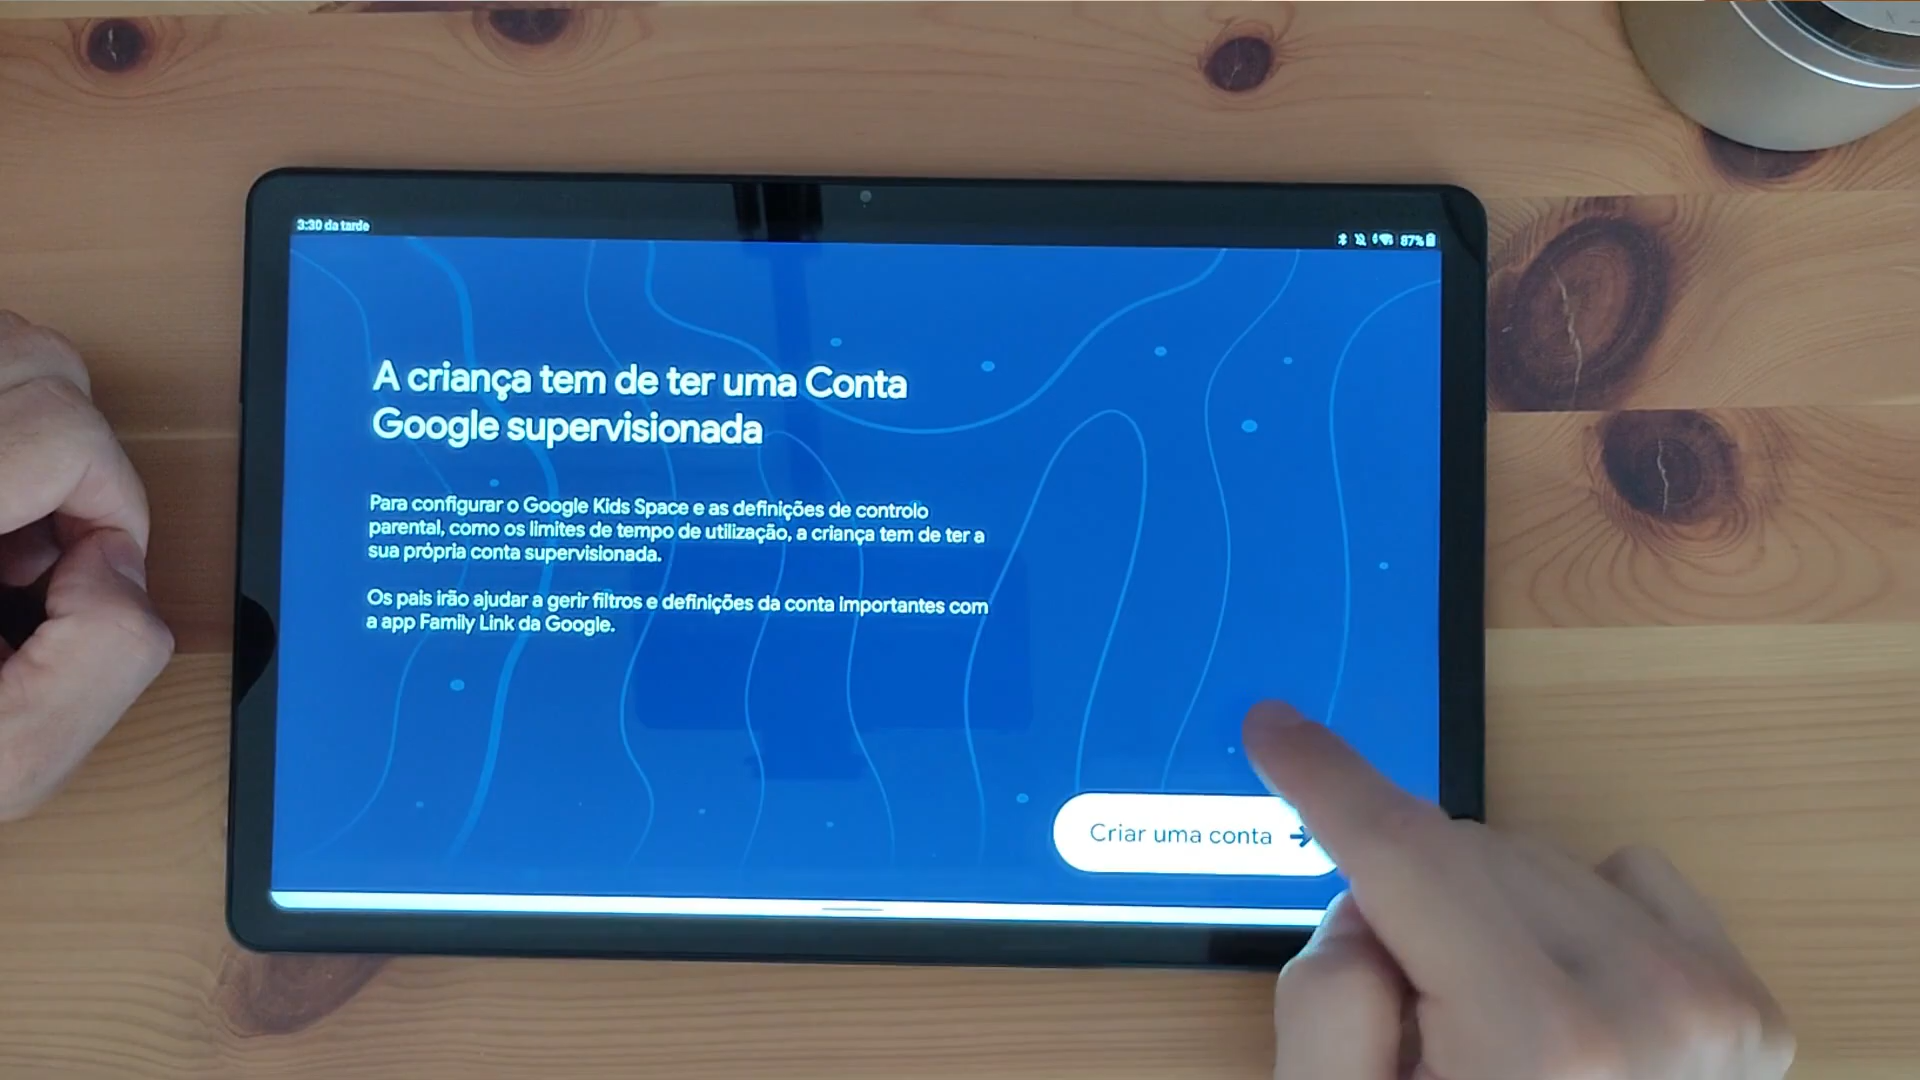 3:30 da tarde
87%
A criança tem de ter uma Conta
Google supervisionada
Para configurar o Google Kids Space e as definições de controlo
parental, como os limites de tempo de utilização, a criança tem de ter a
sua própria conta supervisionada.
Os pais irão ajudar a gerir filtros e definições da conta importantes com
a app Family Link da Google.
Criar uma conta